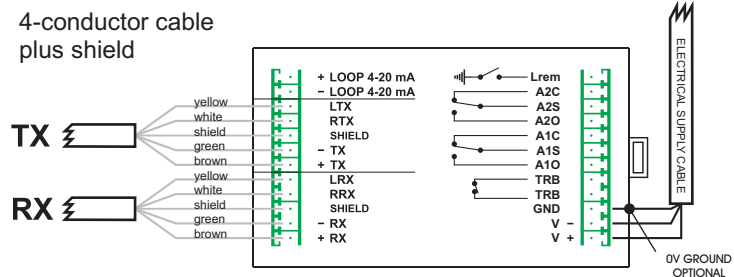 4-conductor cable
plus shield
TX
yellow
white
shield
green
brown
RX
yellow
white
shield
green
brown
+ LOOP 4-20 mA
− LOOP 4-20 mA
LTX
RTX
SHIELD
− TX
+ TX
LRX
RRX
SHIELD
− RX
+ RX
Lrem
A2C
A2S
A2O
A1C
A1S
A1O
TRB
TRB
GND
V −
V +
ELECTRICAL SUPPLY CABLE
0V GROUND
OPTIONAL